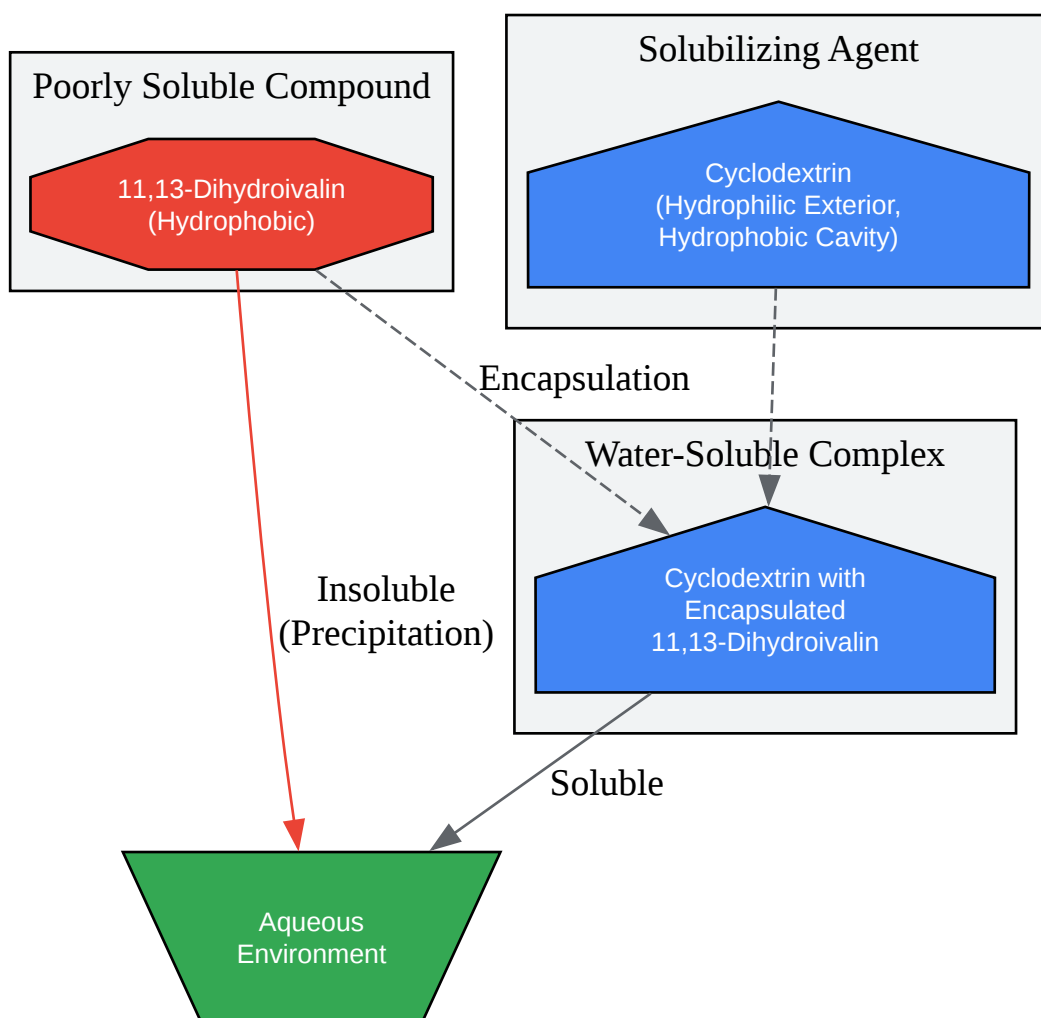 Poorly Soluble Compound
11,13-Dihydroivalin
(Hydrophobic)
Solubilizing Agent
Cyclodextrin
(Hydrophilic Exterior,
Hydrophobic Cavity)
Encapsulation
Water-Soluble Complex
Cyclodextrin with
Encapsulated
11,13-Dihydroivalin
Insoluble
(Precipitation)
Soluble
Aqueous
Environment